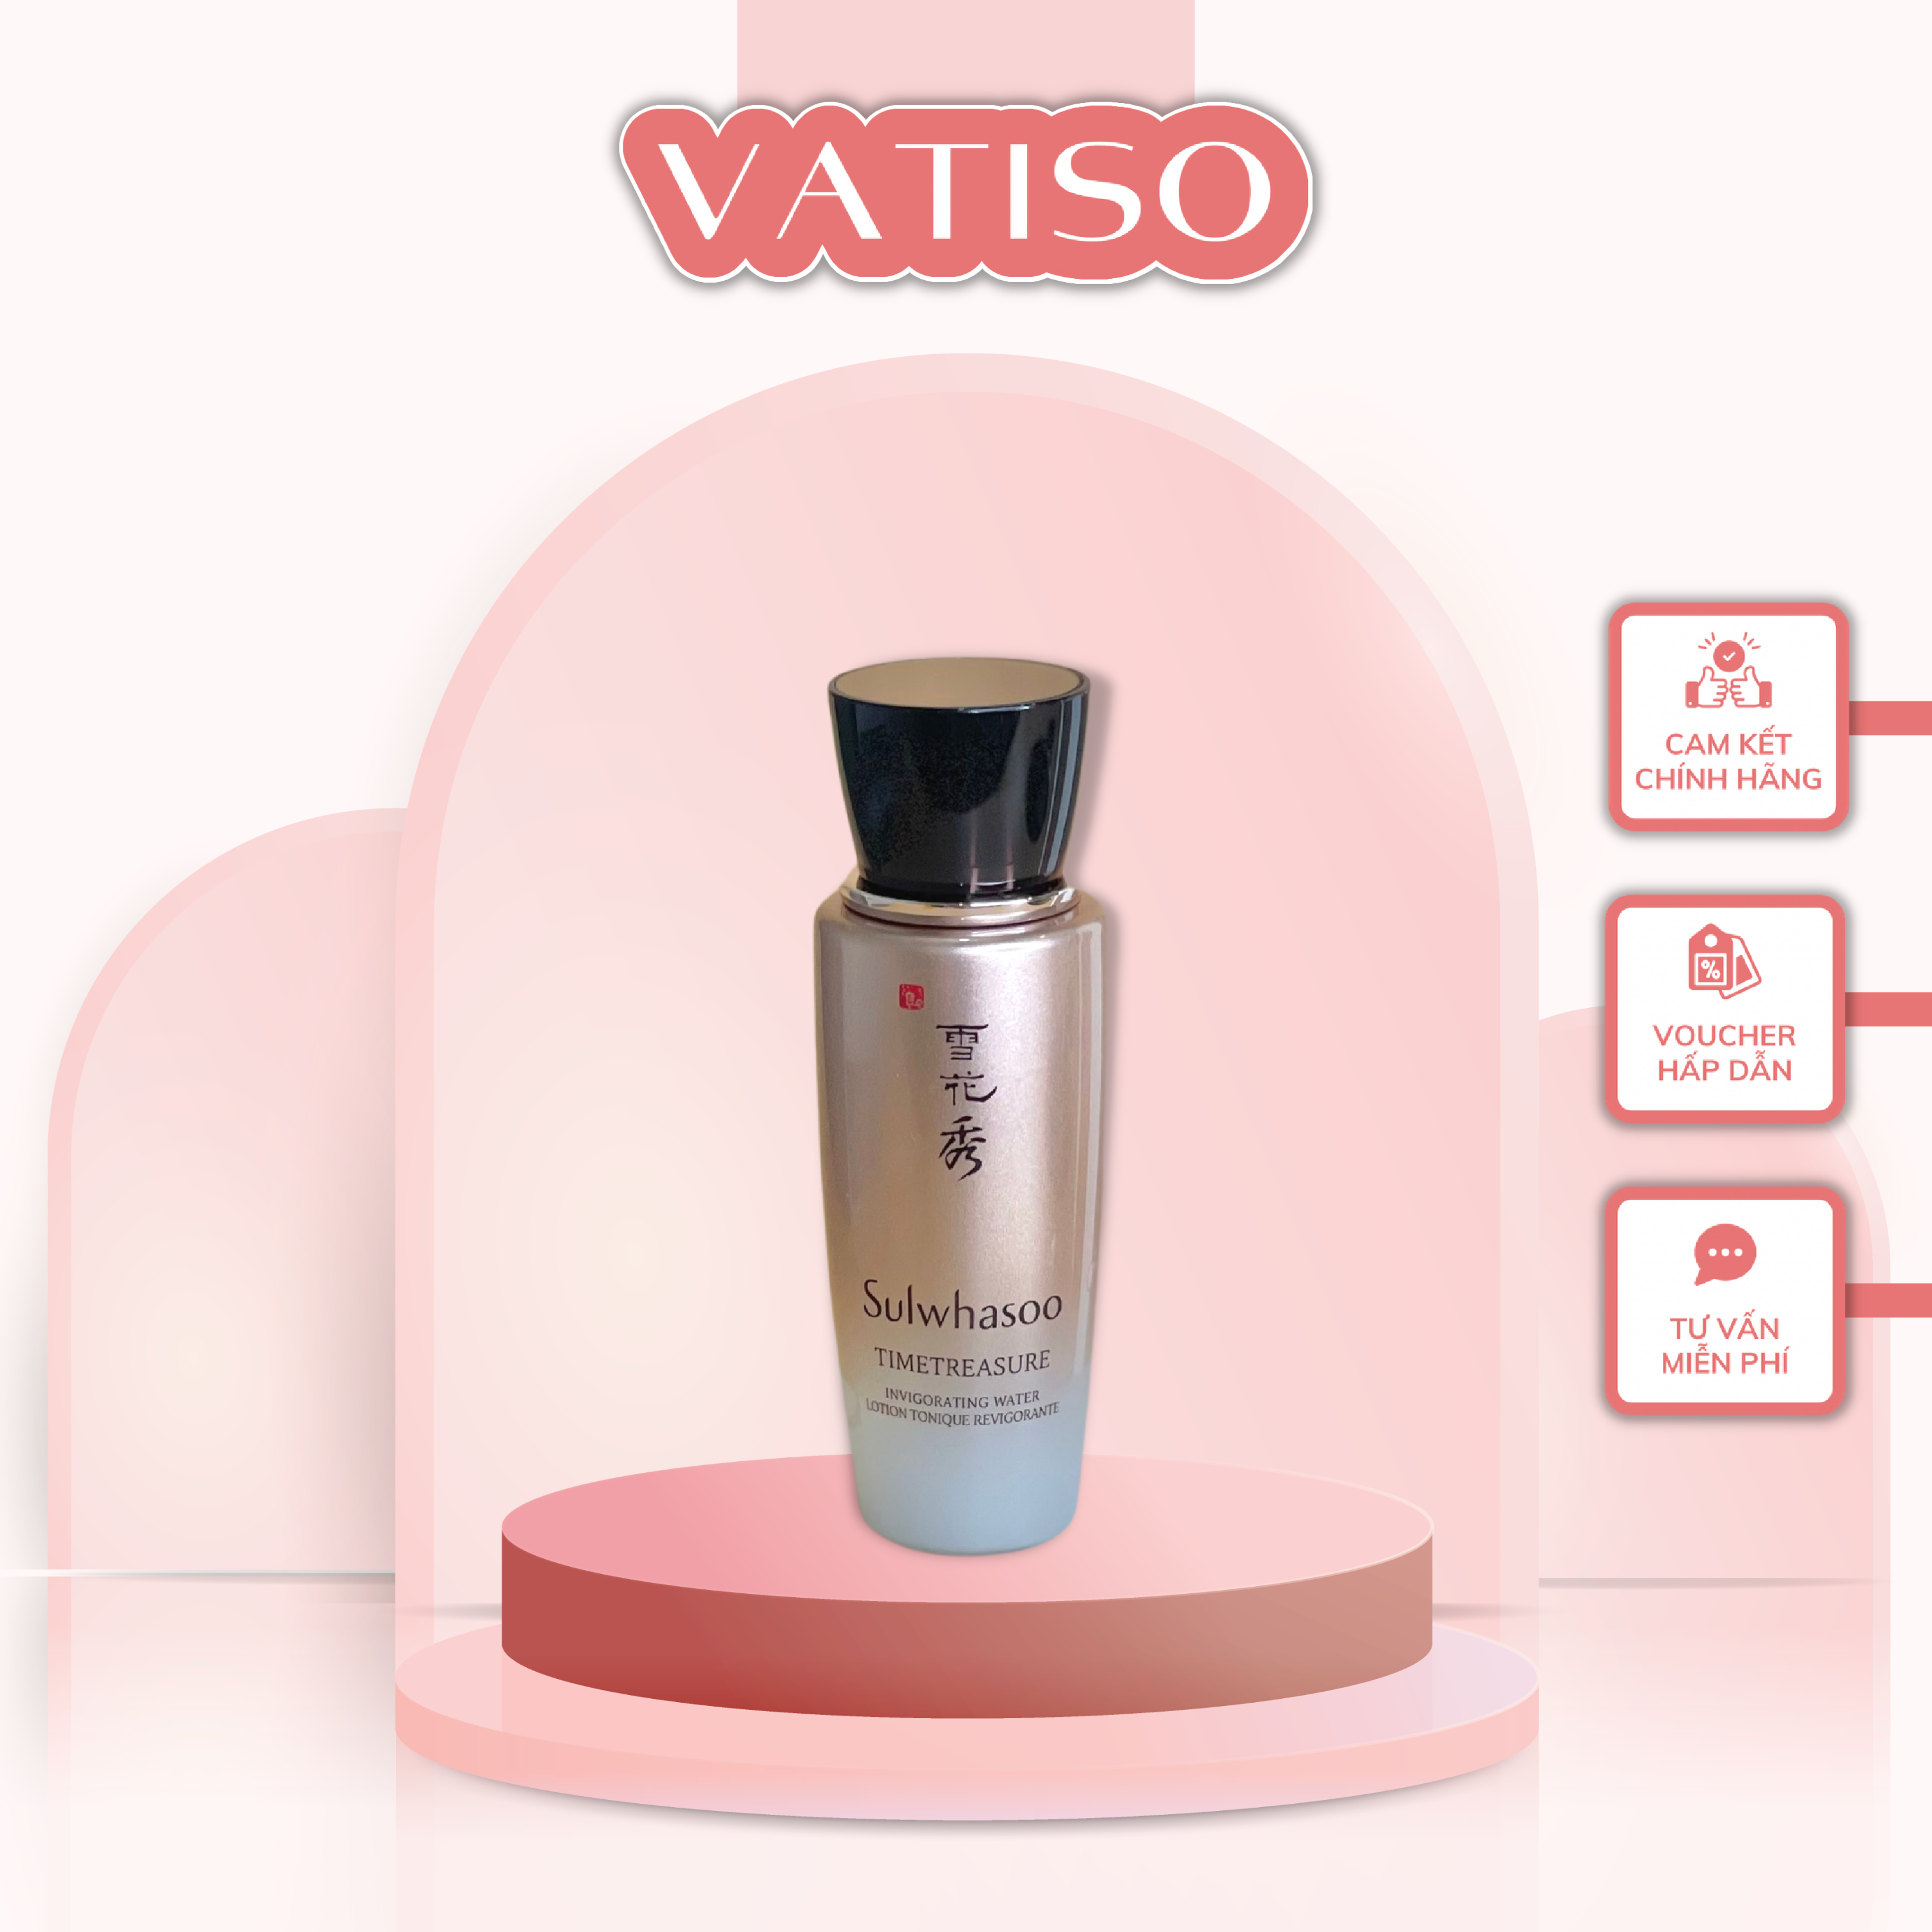 VATISO
CAM KẾT
CHÍNH HÃNG
%
VOUCHER
HẤP DẪN
TƯ VẤN
MIỄN PHÍ
雪
花
秀
Sulwhasoo
TIMETREASURE
INVIGORATING WATER
LOTION TONIQUE REVIGORANTE